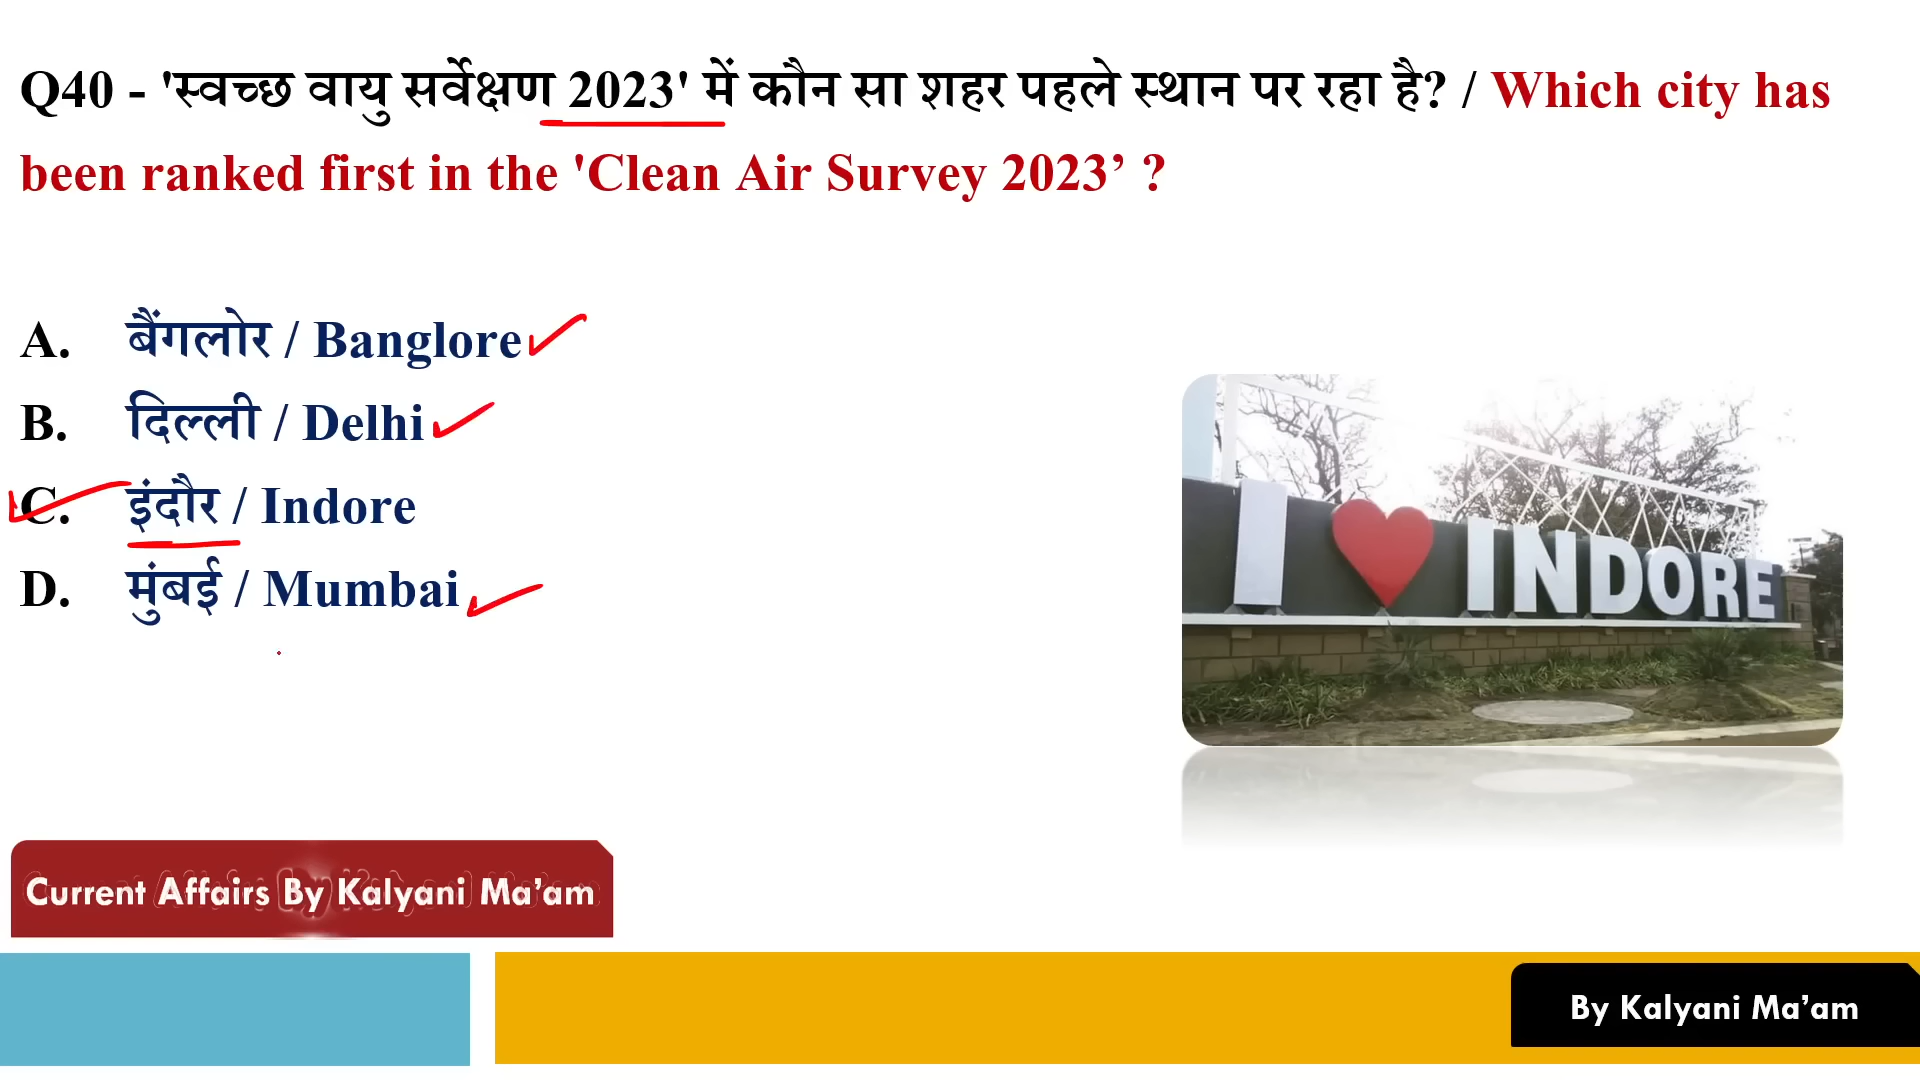 Q40 - 'स्वच्छ वायु सर्वेक्षण 2023' में कौन सा शहर पहले स्थान पर रहा है? / Which city has
been ranked first in the 'Clean Air Survey 2023’ ?
A. बैंगलोर / Banglore
B. दिल्ली / Delhi
C. इंदौर / Indore
D. मुंबई / Mumbai
I INDORE
Current Affairs By Kalyani Ma’am
By Kalyani Ma’am